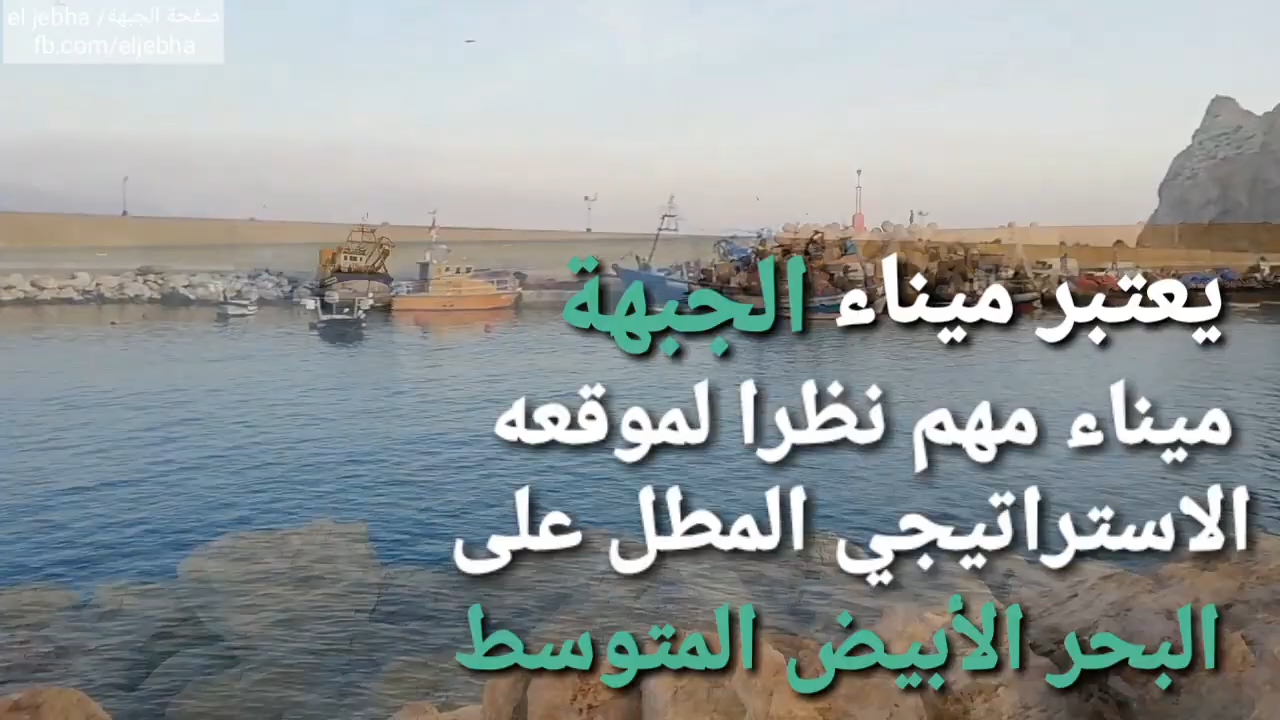 el jebha /صفحة الجبهة
fb.com/eljebha
يعتبر ميناء الجبهة
ميناء مهم نظرا لموقعه
الاستراتيجي المطل على
البحر الأبيض المتوسط